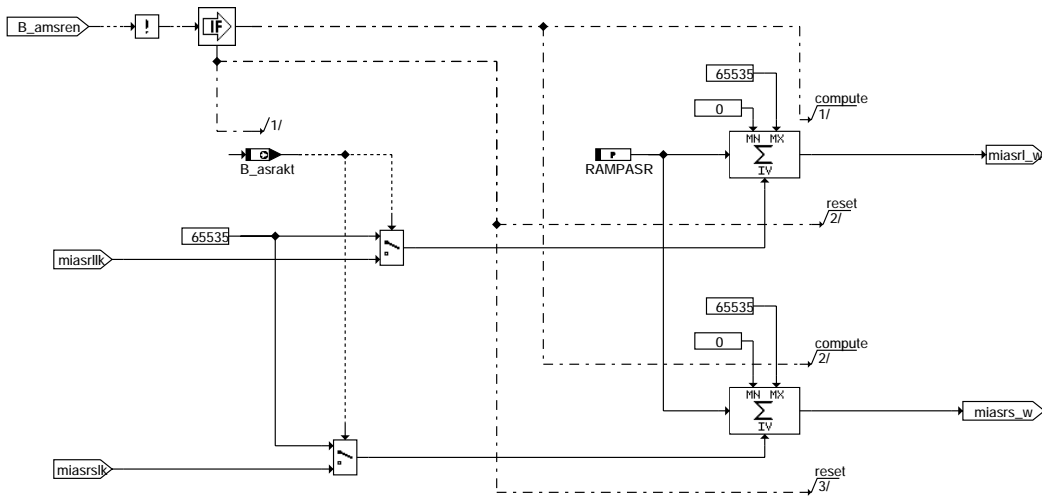 B_amsren
!
IF
65535
compute
1/
0
/1/
MN MX
Σ
IV
B_asrakt
P
RAMPASR
miasrl_w
reset
2/
65535
miasrllk
65535
compute
2/
0
MN MX
Σ
IV
miasrs_w
miasrslk
reset
3/